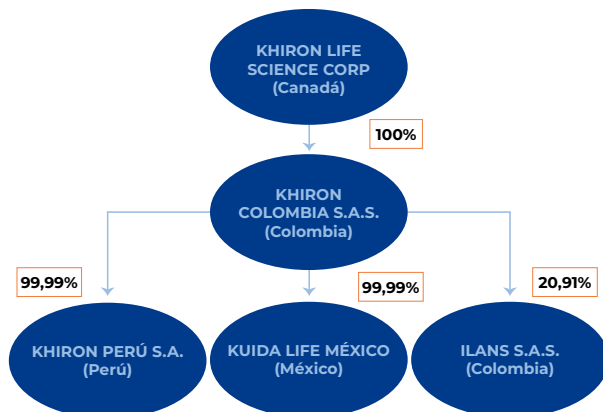 KHIRON LIFE
SCIENCE CORP
(Canadá)
100%
KHIRON
COLOMBIA S.A.S.
(Colombia)
99,99%
99,99%
20,91%
KHIRON PERÚ S.A.
(Perú)
KUIDA LIFE MÉXICO
(México)
ILANS S.A.S.
(Colombia)